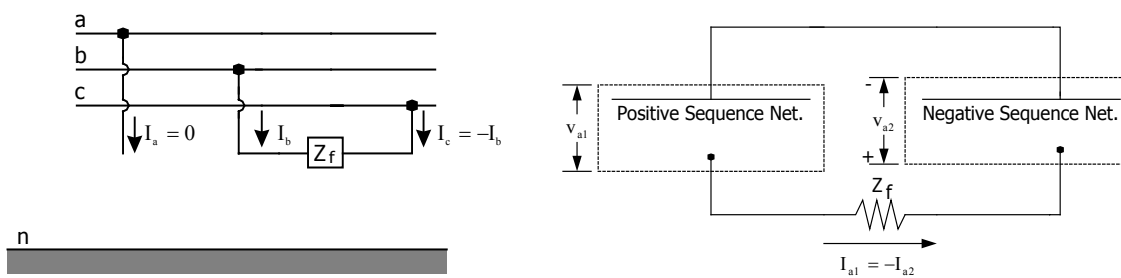 a
b
c
I_a = 0
I_b
I_c = −I_b
Z_f
n
Positive Sequence Net.
v_a1
-
Negative Sequence Net.
v_a2
+
Z_f
I_a1 = −I_a2